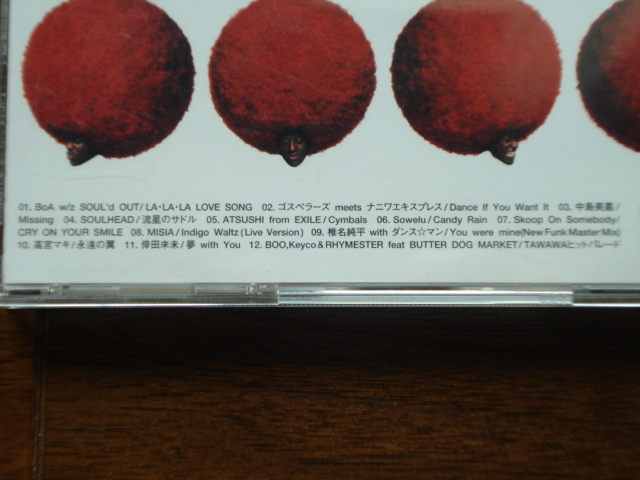 01. BoA w/z SOUL'd OUT/LA・LA・LA LOVE SONG 02. ゴスペラーズ meets ナニワエキスプレス/Dance If You Want It 03. 中島美嘉/
Missing 04. SOULHEAD/流星のサドル 05. ATSUSHI from EXILE/Cymbals 06. Sowelu/Candy Rain 07. Skoop On Somebody/
CRY ON YOUR SMILE 08. MISIA/Indigo Waltz(Live Version) 09. 椎名純平 with ダンス☆マン/You were mine(New Funk Master Mix)
10. 高宮マキ/永遠の翼 11. 倖田來未/夢 with You 12. BOO,Keyco&RHYMESTER feat BUTTER DOG MARKET/TAWAWAヒットパレード